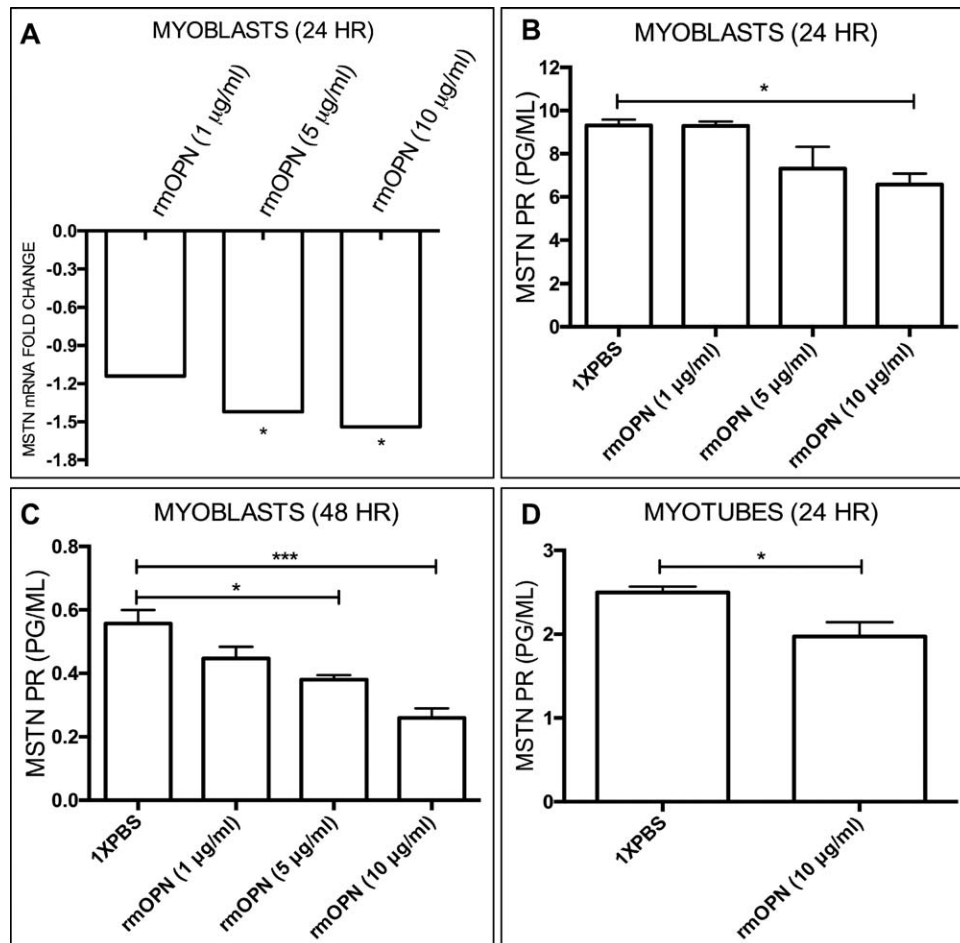 A
MYOBLASTS (24 HR)
rmOPN (1 µg/ml)
rmOPN (5 µg/ml)
rmOPN (10 µg/ml)
MSTN mRNA FOLD CHANGE
0.0
-0.3
-0.6
-0.9
-1.2
-1.5
-1.8
*
*
B
MYOBLASTS (24 HR)
MSTN PR (PG/ML)
12
10
8
6
4
2
0
*
1XPBS
rmOPN (1 µg/ml)
rmOPN (5 µg/ml)
rmOPN (10 µg/ml)
C
MYOBLASTS (48 HR)
MSTN PR (PG/ML)
0.8
0.6
0.4
0.2
0.0
***
*
1XPBS
rmOPN (1 µg/ml)
rmOPN (5 µg/ml)
rmOPN (10 µg/ml)
D
MYOTUBES (24 HR)
MSTN PR (PG/ML)
3
2
1
0
*
1XPBS
rmOPN (10 µg/ml)